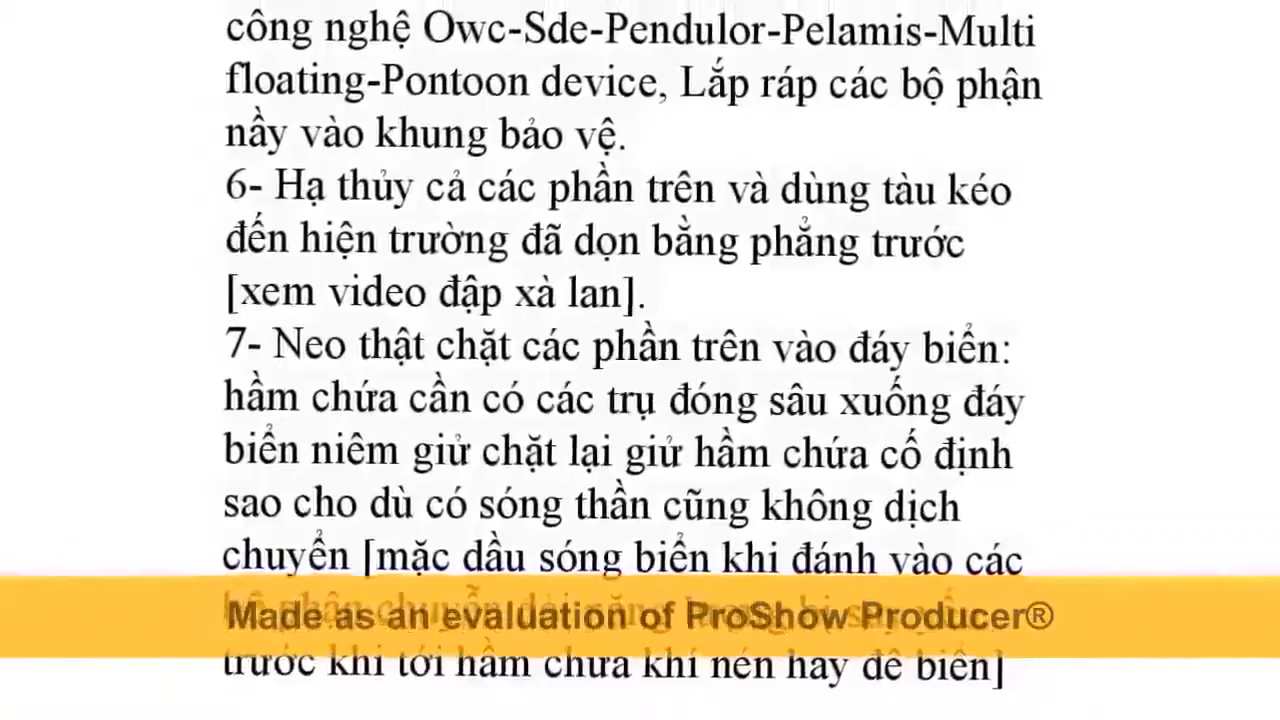 công nghệ Owc-Sde-Pendulor-Pelamis-Multi
floating-Pontoon device, Lắp ráp các bộ phận
nầy vào khung bảo vệ.
6- Hạ thủy cả các phần trên và dùng tàu kéo
đến hiện trường đã dọn bằng phẳng trước
[xem video đập xà lan].
7- Neo thật chặt các phần trên vào đáy biển:
hầm chứa cần có các trụ đóng sâu xuống đáy
biển niêm giử chặt lại giử hầm chứa cố định
sao cho dù có sóng thần cũng không dịch
chuyển [mặc dầu sóng biển khi đánh vào các
Made as an evaluation of ProShow Producer®
trước khi tới hầm chưa khí nén hay đê biển]